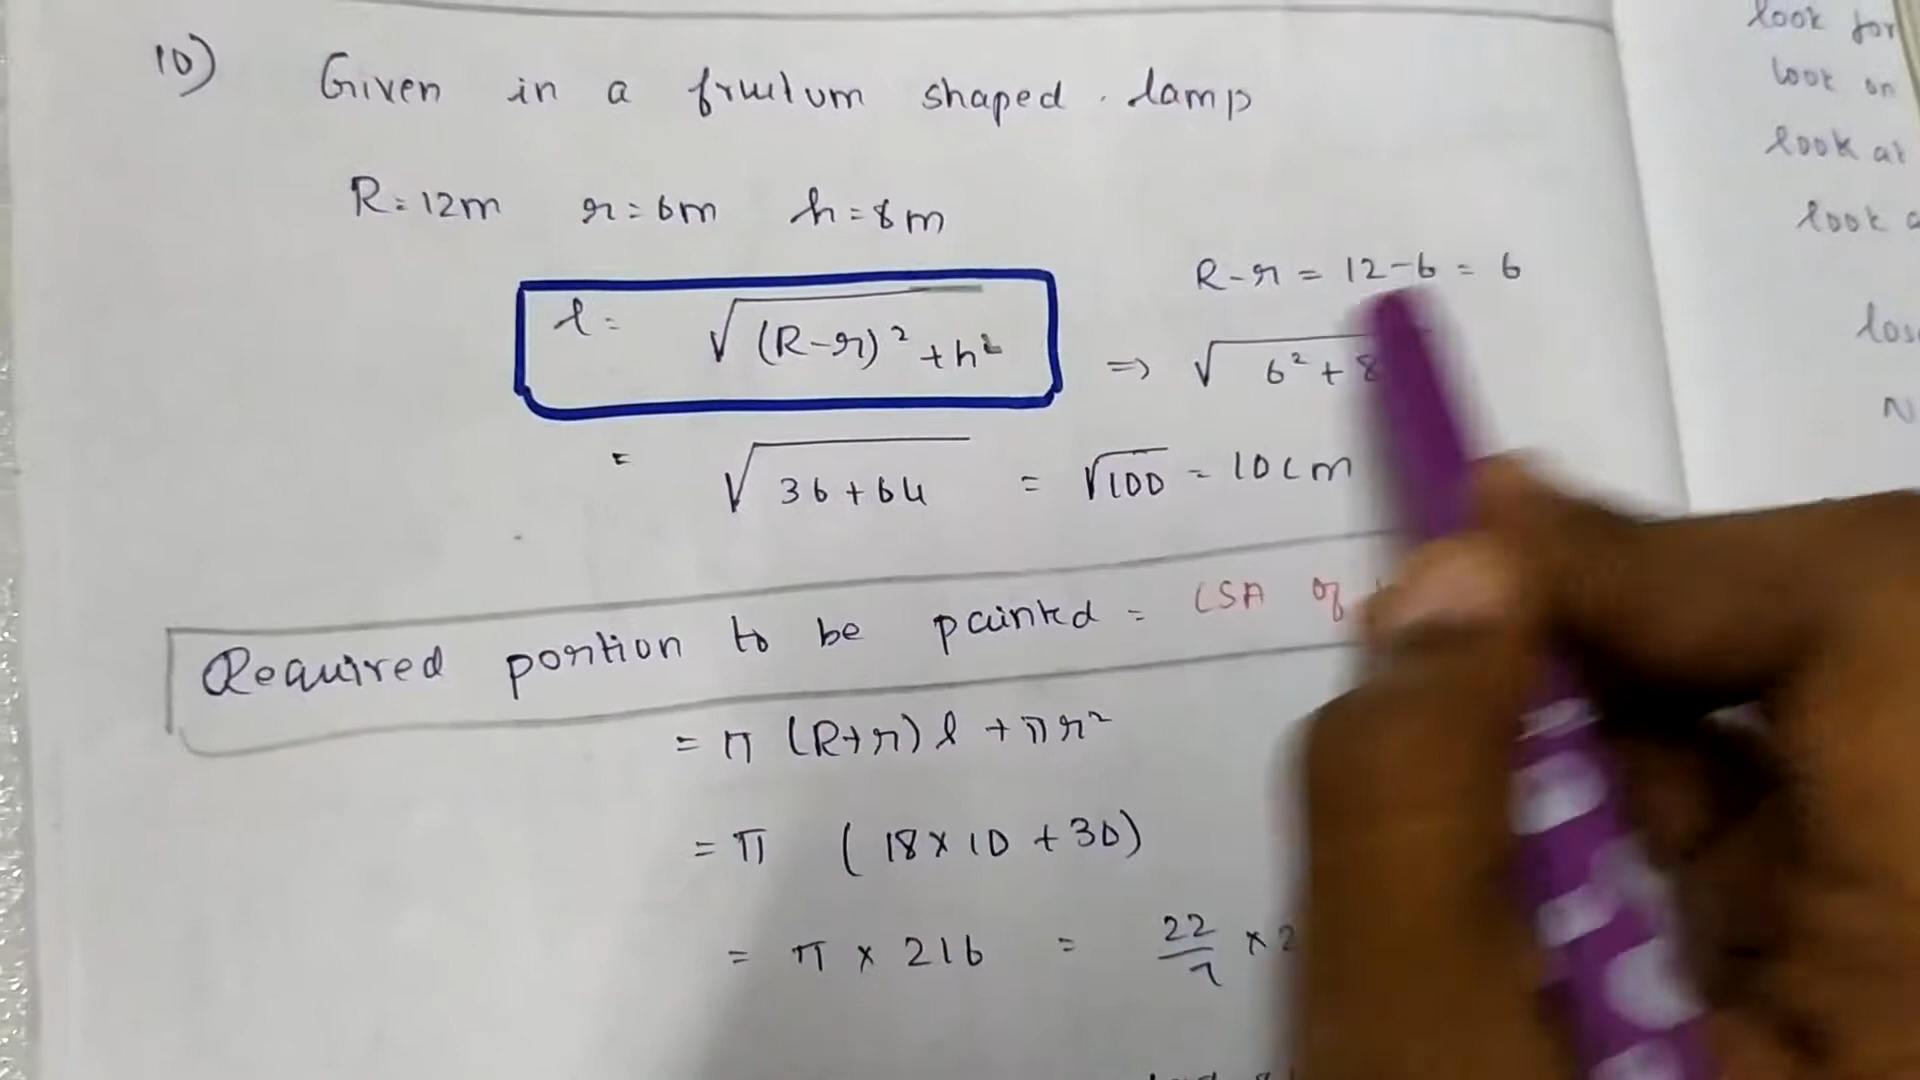 10) Given in a frustum shaped lamp
R = 12m r = 6m h = 8m
R-r = 12-6 = 6
l = √(R-r)² + h² => √6² + 8
= √36+64 = √100 = 10cm
Required portion to be painted = CSA of
= π (R+r) l + πr²
= π (18 × 10 + 36)
= π × 216 = 22/7 × 2
look for
look on
look at
look